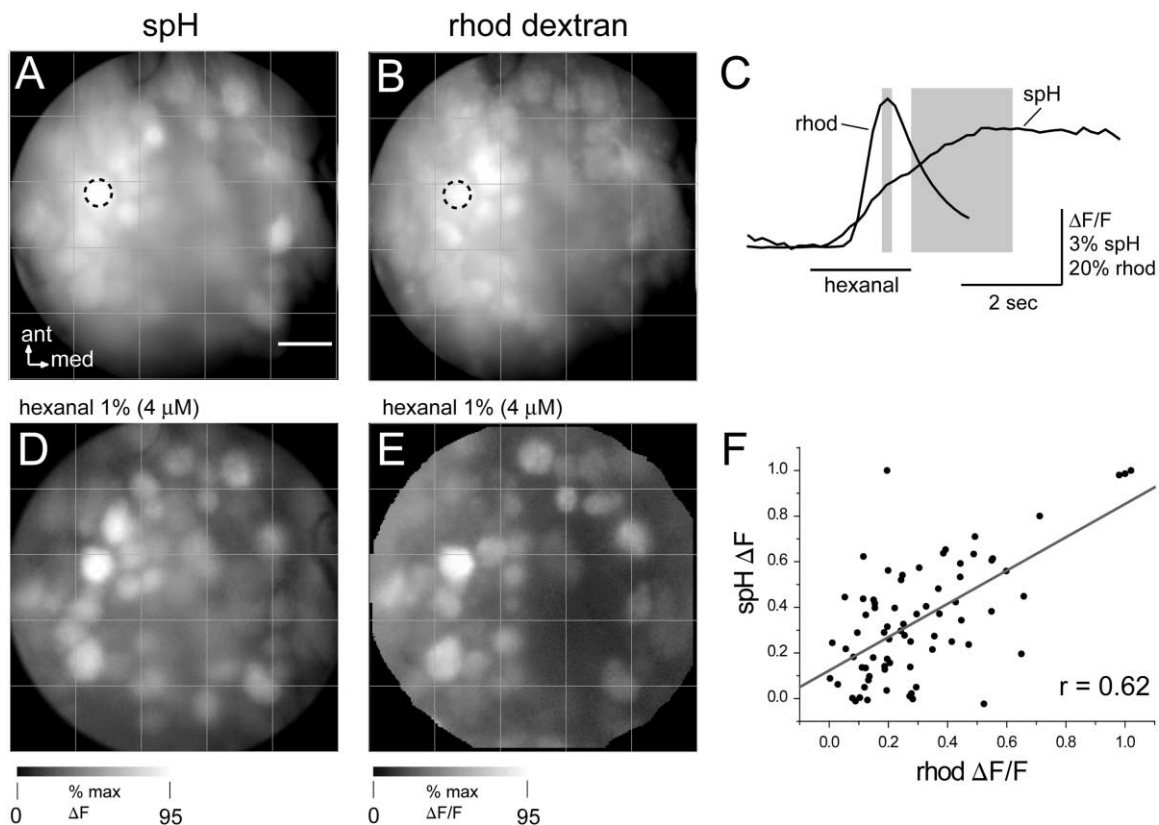 spH
rhod dextran
A
B
C
rhod
spH
hexanal
ΔF/F
3% spH
20% rhod
2 sec
ant
med
hexanal 1% (4 μM)
hexanal 1% (4 μM)
D
E
F
1.0
0.8
0.6
0.4
0.2
0.0
spH ΔF
r = 0.62
0.0 0.2 0.4 0.6 0.8 1.0
rhod ΔF/F
% max
0 ΔF 95
% max
0 ΔF/F 95